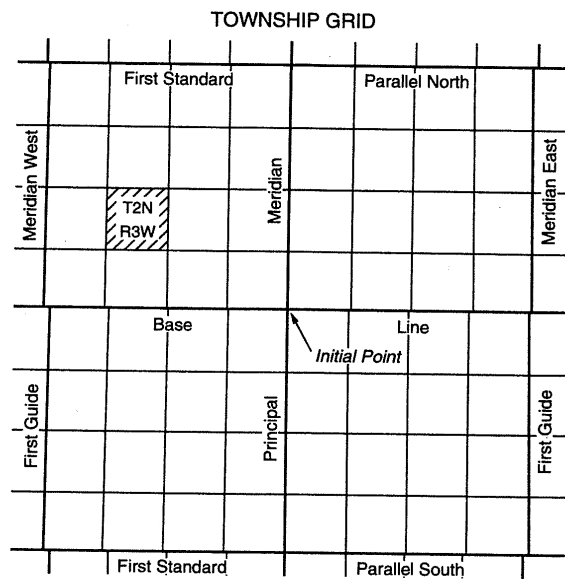 TOWNSHIP GRID
First Standard Parallel North
Meridian West
Meridian
Meridian East
T2N
R3W
Base Line
Initial Point
First Guide
Principal
First Guide
First Standard Parallel South